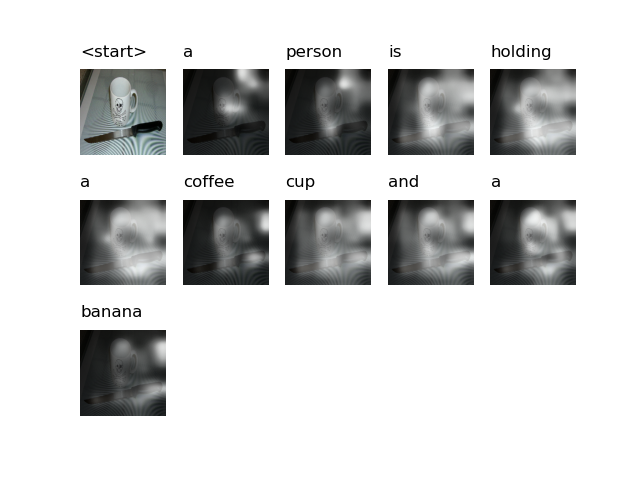 <start> a person is holding
a coffee cup and a
banana